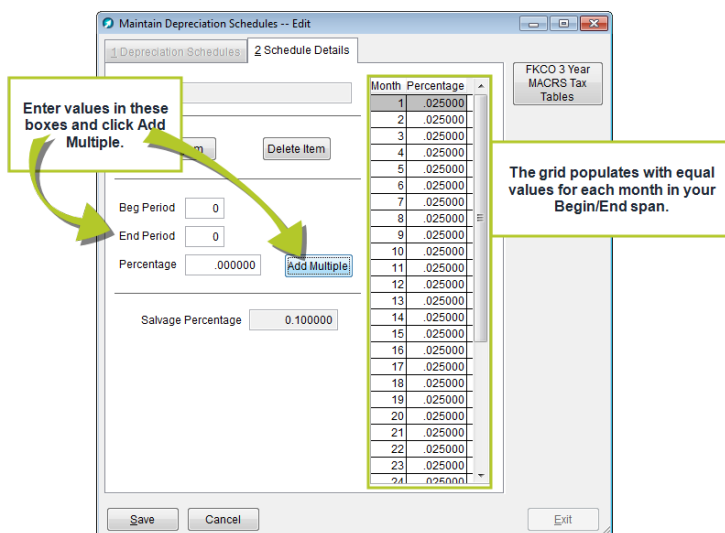 Maintain Depreciation Schedules -- Edit
1 Depreciation Schedules
2 Schedule Details
FKCO 3 Year
MACRS Tax
Tables
Enter values in these
boxes and click Add
Multiple.
Delete Item
Beg Period 0
End Period 0
Percentage .000000
Add Multiple
Salvage Percentage 0.100000
Month Percentage
1 .025000
2 .025000
3 .025000
4 .025000
5 .025000
6 .025000
7 .025000
8 .025000
9 .025000
10 .025000
11 .025000
12 .025000
13 .025000
14 .025000
15 .025000
16 .025000
17 .025000
18 .025000
19 .025000
20 .025000
21 .025000
22 .025000
23 .025000
24 .025000
The grid populates with equal
values for each month in your
Begin/End span.
Save
Cancel
Exit